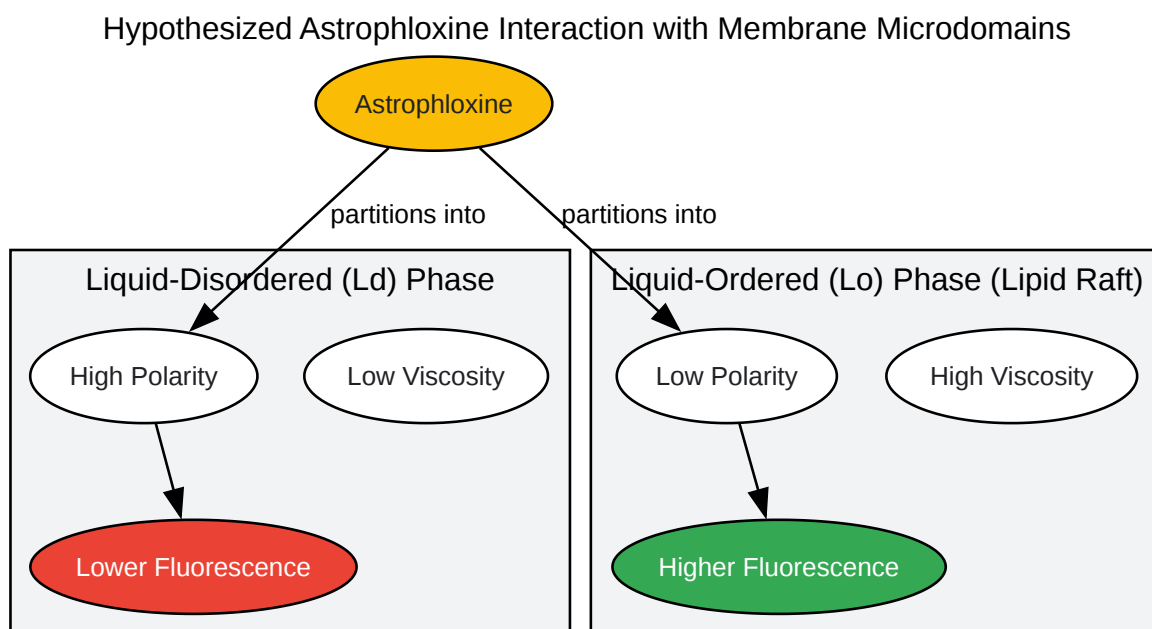 Hypothesized Astrophloxine Interaction with Membrane Microdomains
Astrophloxine
partitions into
partitions into
Liquid-Disordered (Ld) Phase
Liquid-Ordered (Lo) Phase (Lipid Raft)
High Polarity
Low Viscosity
Low Polarity
High Viscosity
Lower Fluorescence
Higher Fluorescence